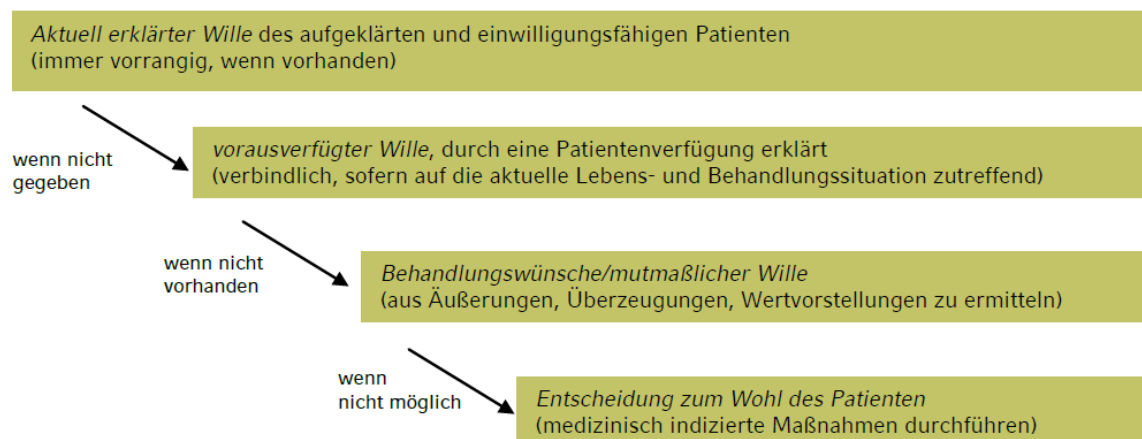 Aktuell erklärter Wille des aufgeklärten und einwilligungsfähigen Patienten
(immer vorrangig, wenn vorhanden)
wenn nicht
gegeben
vorausverfügter Wille, durch eine Patientenverfügung erklärt
(verbindlich, sofern auf die aktuelle Lebens- und Behandlungssituation zutreffend)
wenn nicht
vorhanden
Behandlungswünsche/mutmaßlicher Wille
(aus Äußerungen, Überzeugungen, Wertvorstellungen zu ermitteln)
wenn
nicht möglich
Entscheidung zum Wohl des Patienten
(medizinisch indizierte Maßnahmen durchführen)